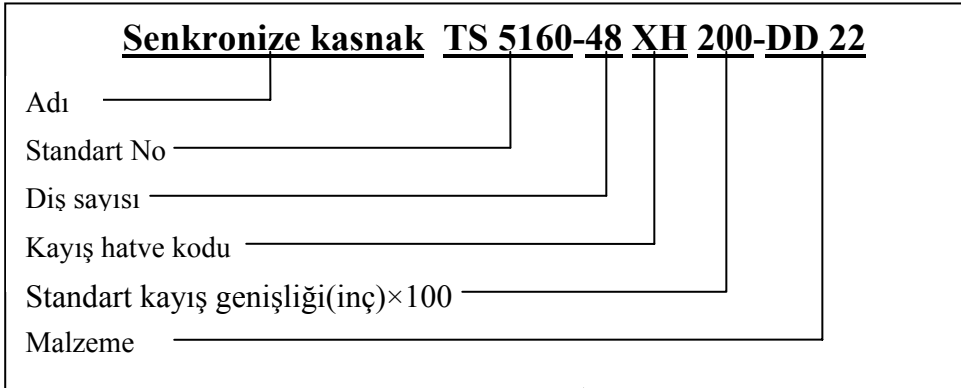 Senkronize kasnak TS 5160-48 XH 200-DD 22
Adı
Standart No
Diş sayısı
Kayış hatve kodu
Standart kayış genişliği(inç)×100
Malzeme